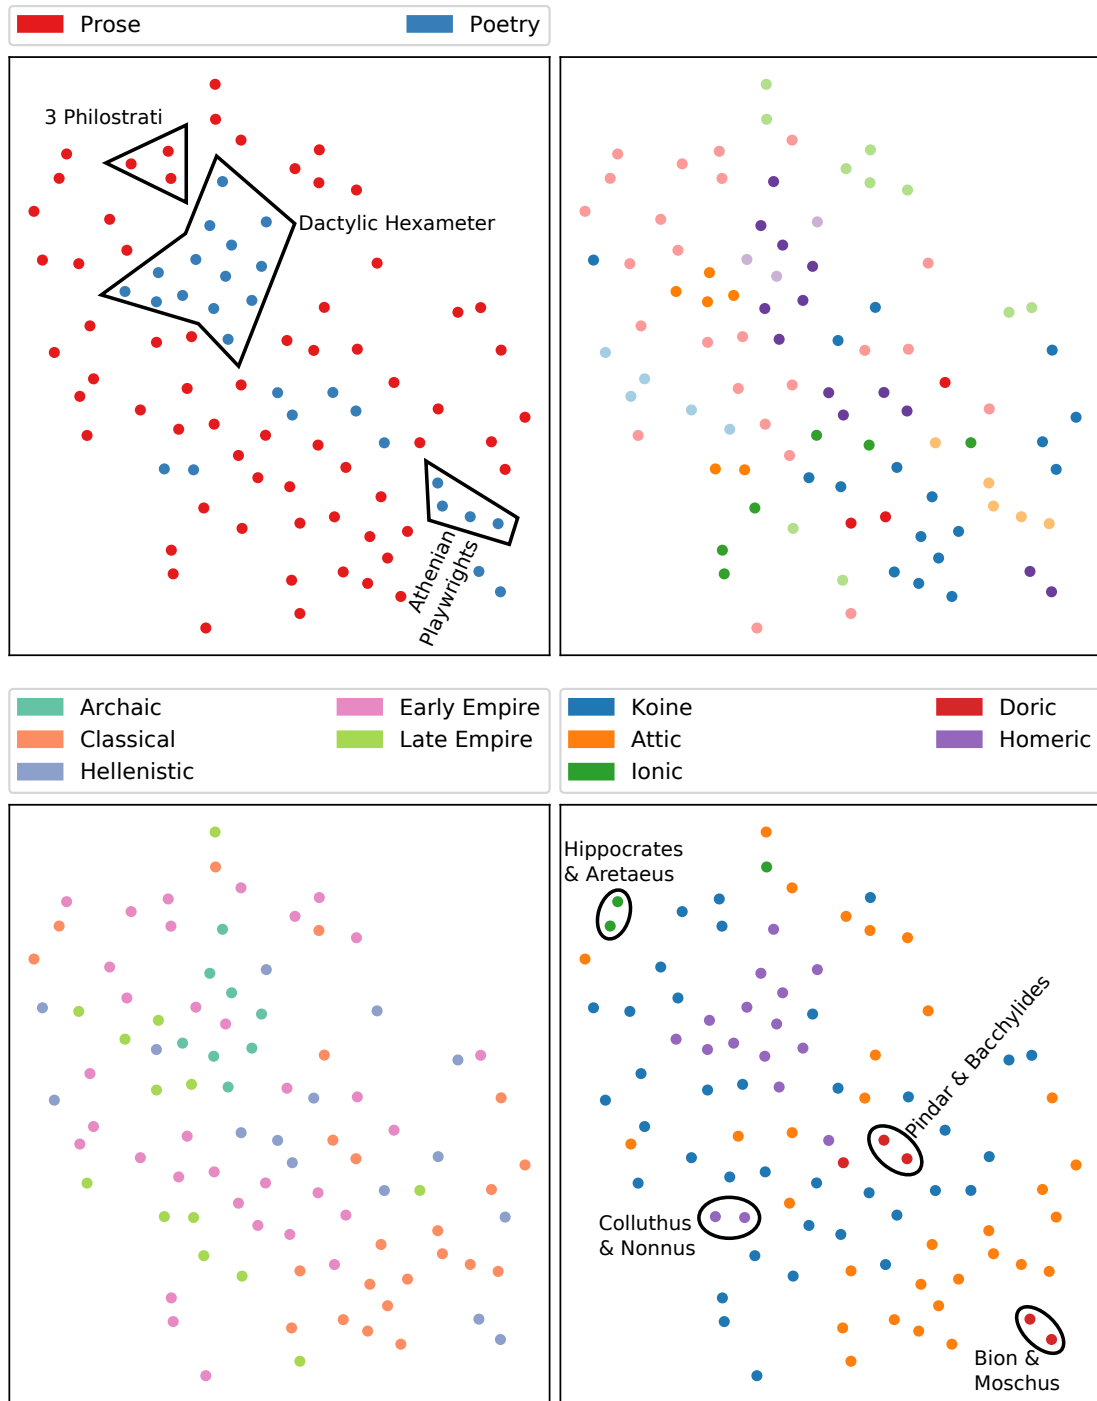 Prose
Poetry
3 Philostrati
Dactylic Hexameter
Athenian
Playwrights
Archaic
Classical
Hellenistic
Early Empire
Late Empire
Koine
Attic
Ionic
Doric
Homeric
Hippocrates
& Aretaeus
Pindar & Bacchylides
Colluthus
& Nonnus
Bion &
Moschus